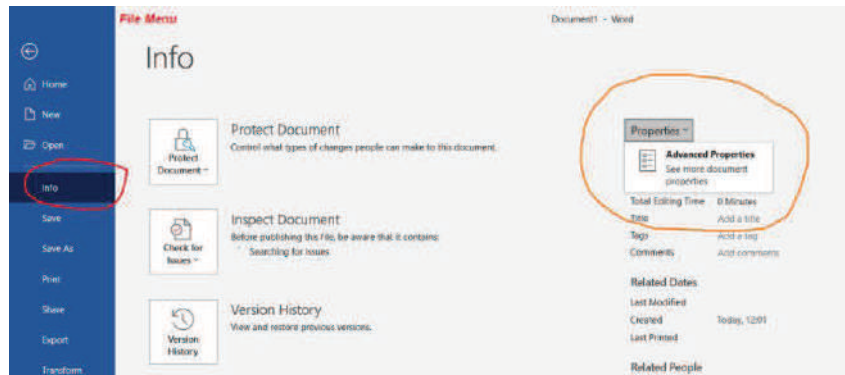 File Menu
Document1 - Word
Info
Home
New
Open
Info
Save
Save As
Print
Share
Export
Transform
Protect Document
Control what types of changes people can make to this document.
Protect
Document
Inspect Document
Before publishing this file, be aware that it contains:
Searching for issues
Check for
Issues
Version History
View and restore previous versions.
Version
History
Properties
Advanced Properties
See more document
properties
Total Editing Time 0 Minutes
Title Add a title
Tags Add a tag
Comments Add comments
Related Dates
Last Modified
Created Today, 12:01
Last Printed
Related People